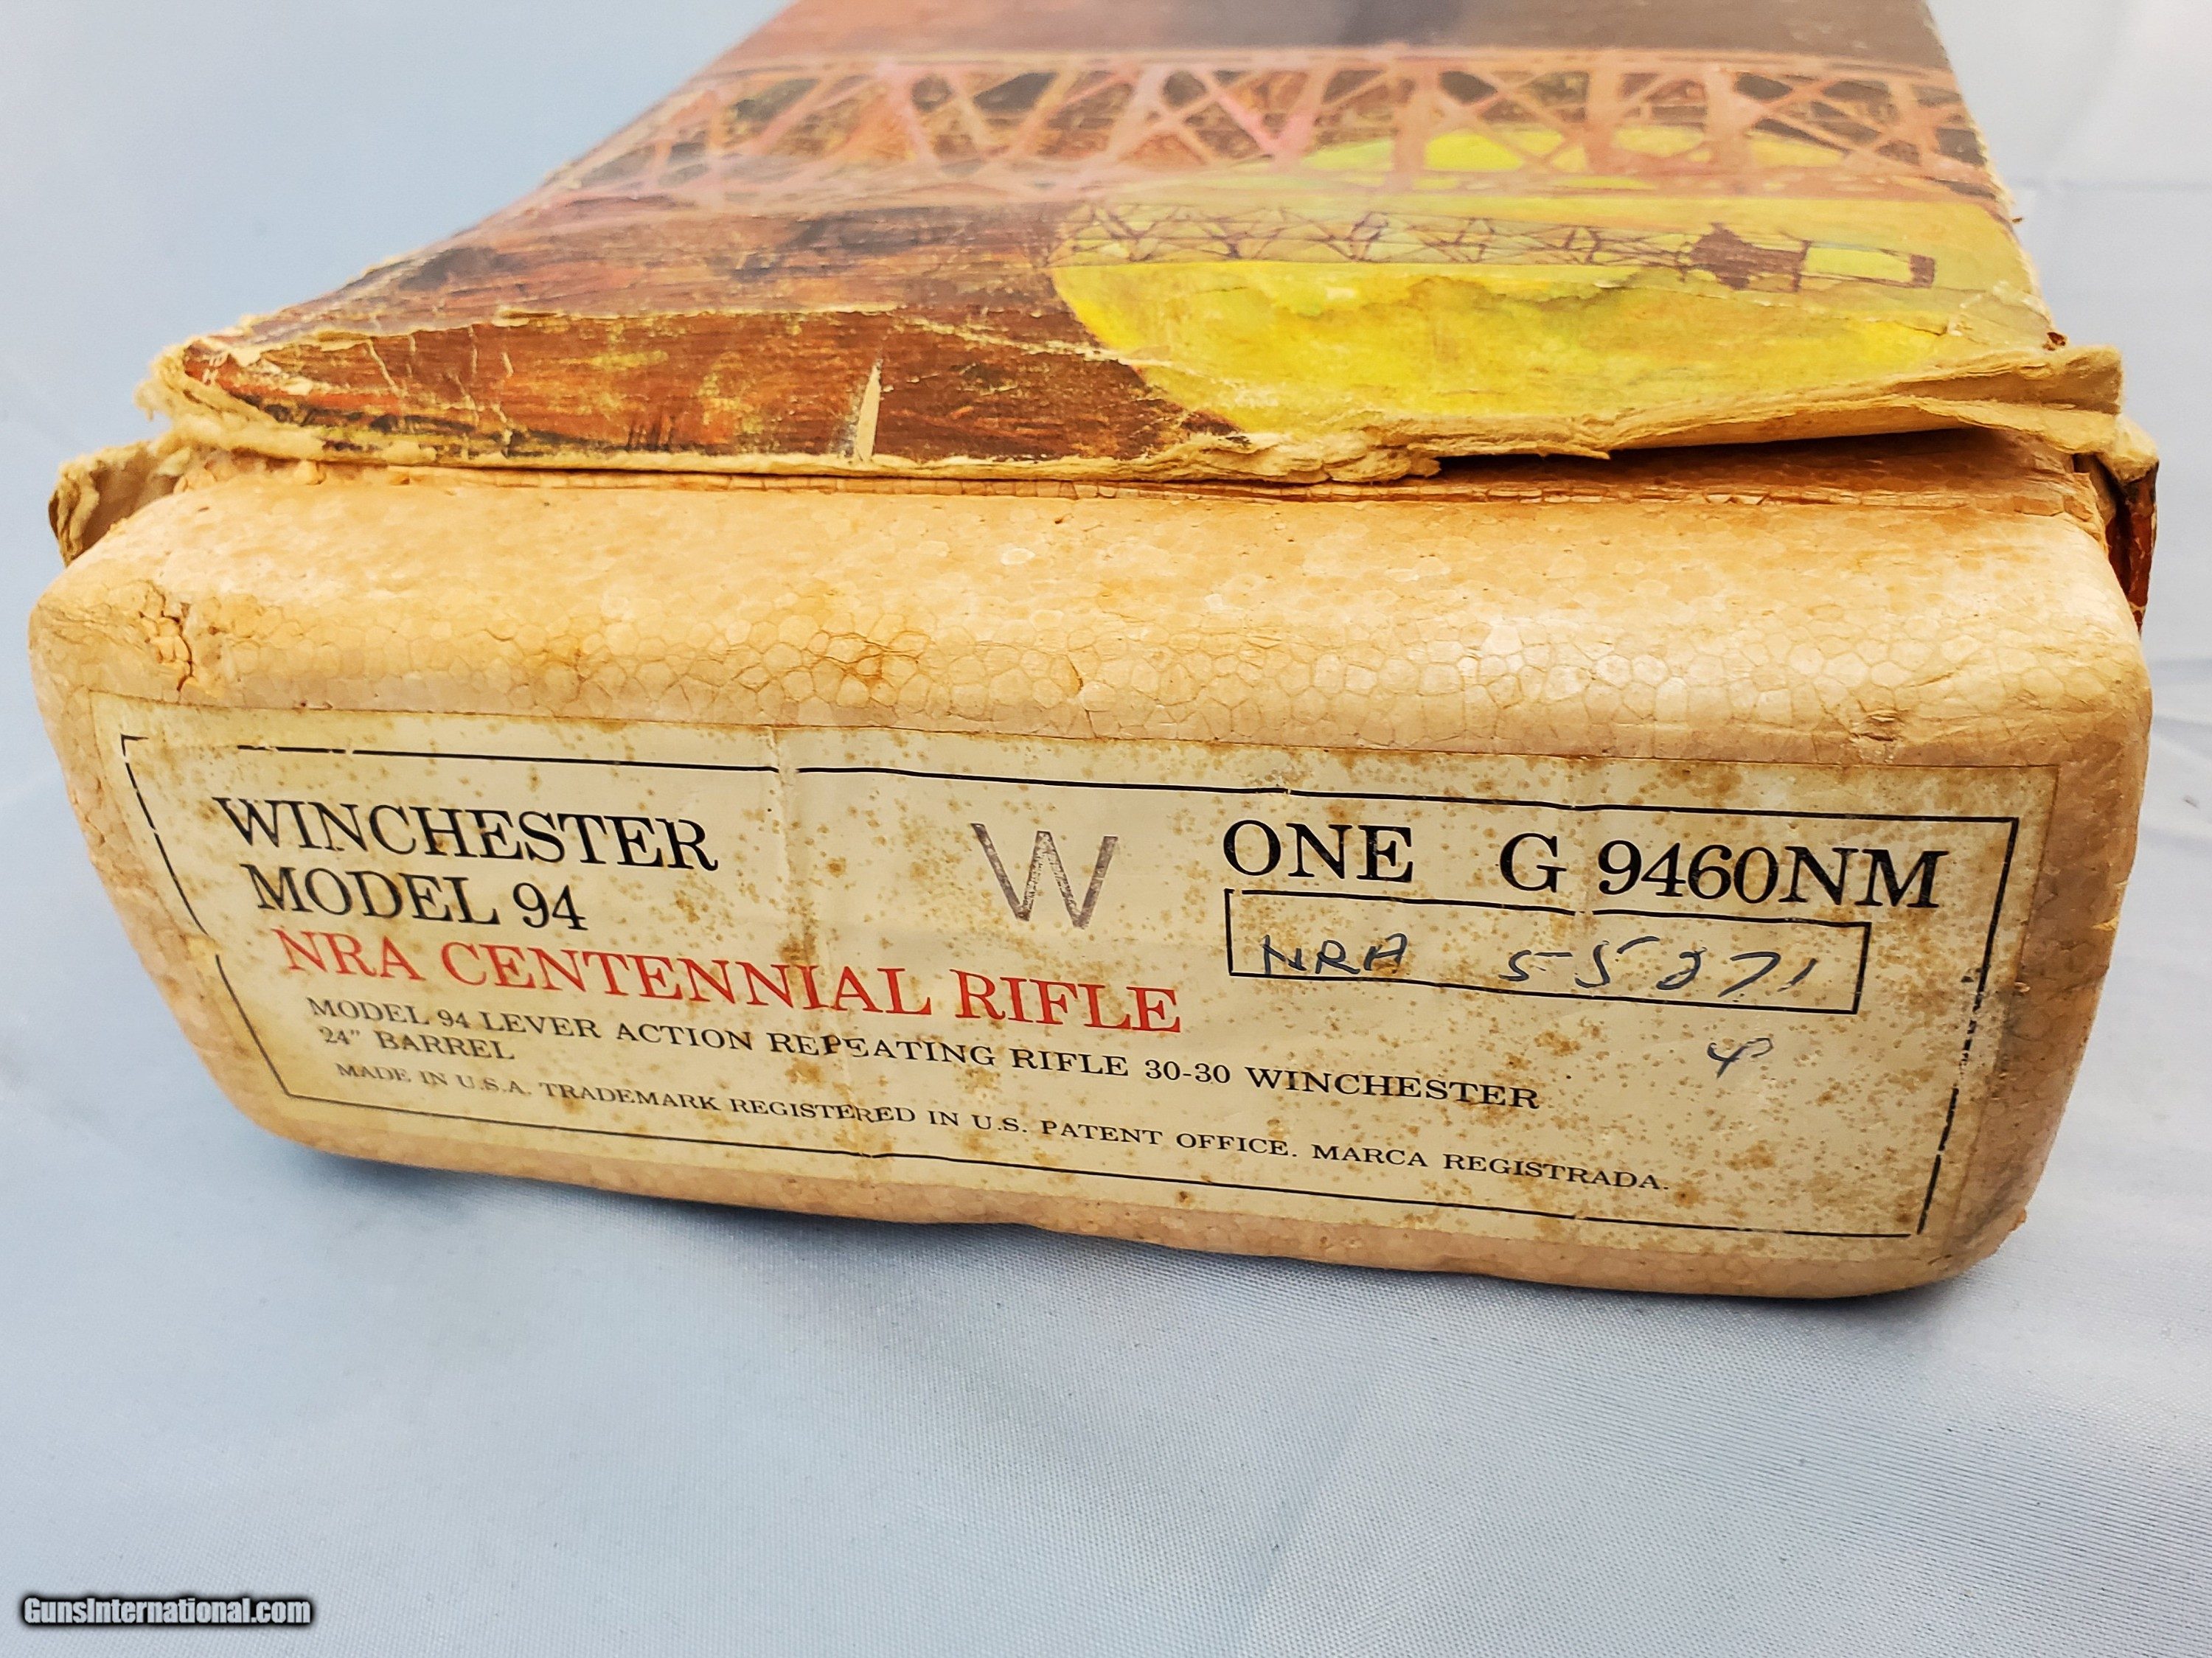 WINCHESTER
MODEL 94
NRA CENTENNIAL RIFLE
MODEL 94 LEVER ACTION REPEATING RIFLE 30-30 WINCHESTER
24" BARREL
MADE IN U.S.A. TRADEMARK REGISTERED IN U.S. PATENT OFFICE. MARCA REGISTRADA.
W
ONE G 9460NM
NRA 55271
GunsInternational.com